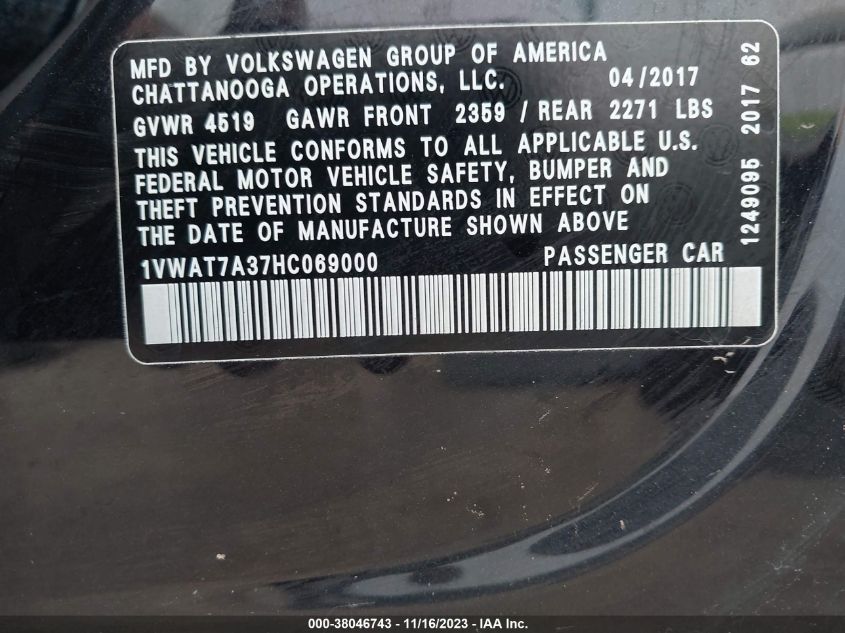 MFD BY VOLKSWAGEN GROUP OF AMERICA
CHATTANOOGA OPERATIONS, LLC. 04/2017
GVWR 4519 GAWR FRONT 2359 / REAR 2271 LBS
THIS VEHICLE CONFORMS TO ALL APPLICABLE U.S.
FEDERAL MOTOR VEHICLE SAFETY, BUMPER AND
THEFT PREVENTION STANDARDS IN EFFECT ON
THE DATE OF MANUFACTURE SHOWN ABOVE
1VWAT7A37HC069000 PASSENGER CAR
1249095 2017 62
000-38046743 - 11/16/2023 - IAA Inc.